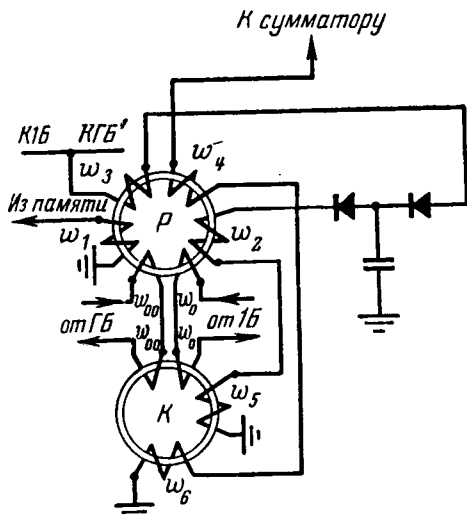 К сумматору
К1Б КГБ'
w₃ w₄
Из памяти
w₁ Р w₂
w₀₀ w₀
от ГБ w₀₀ w₀ от 1Б
К w₅
w₆